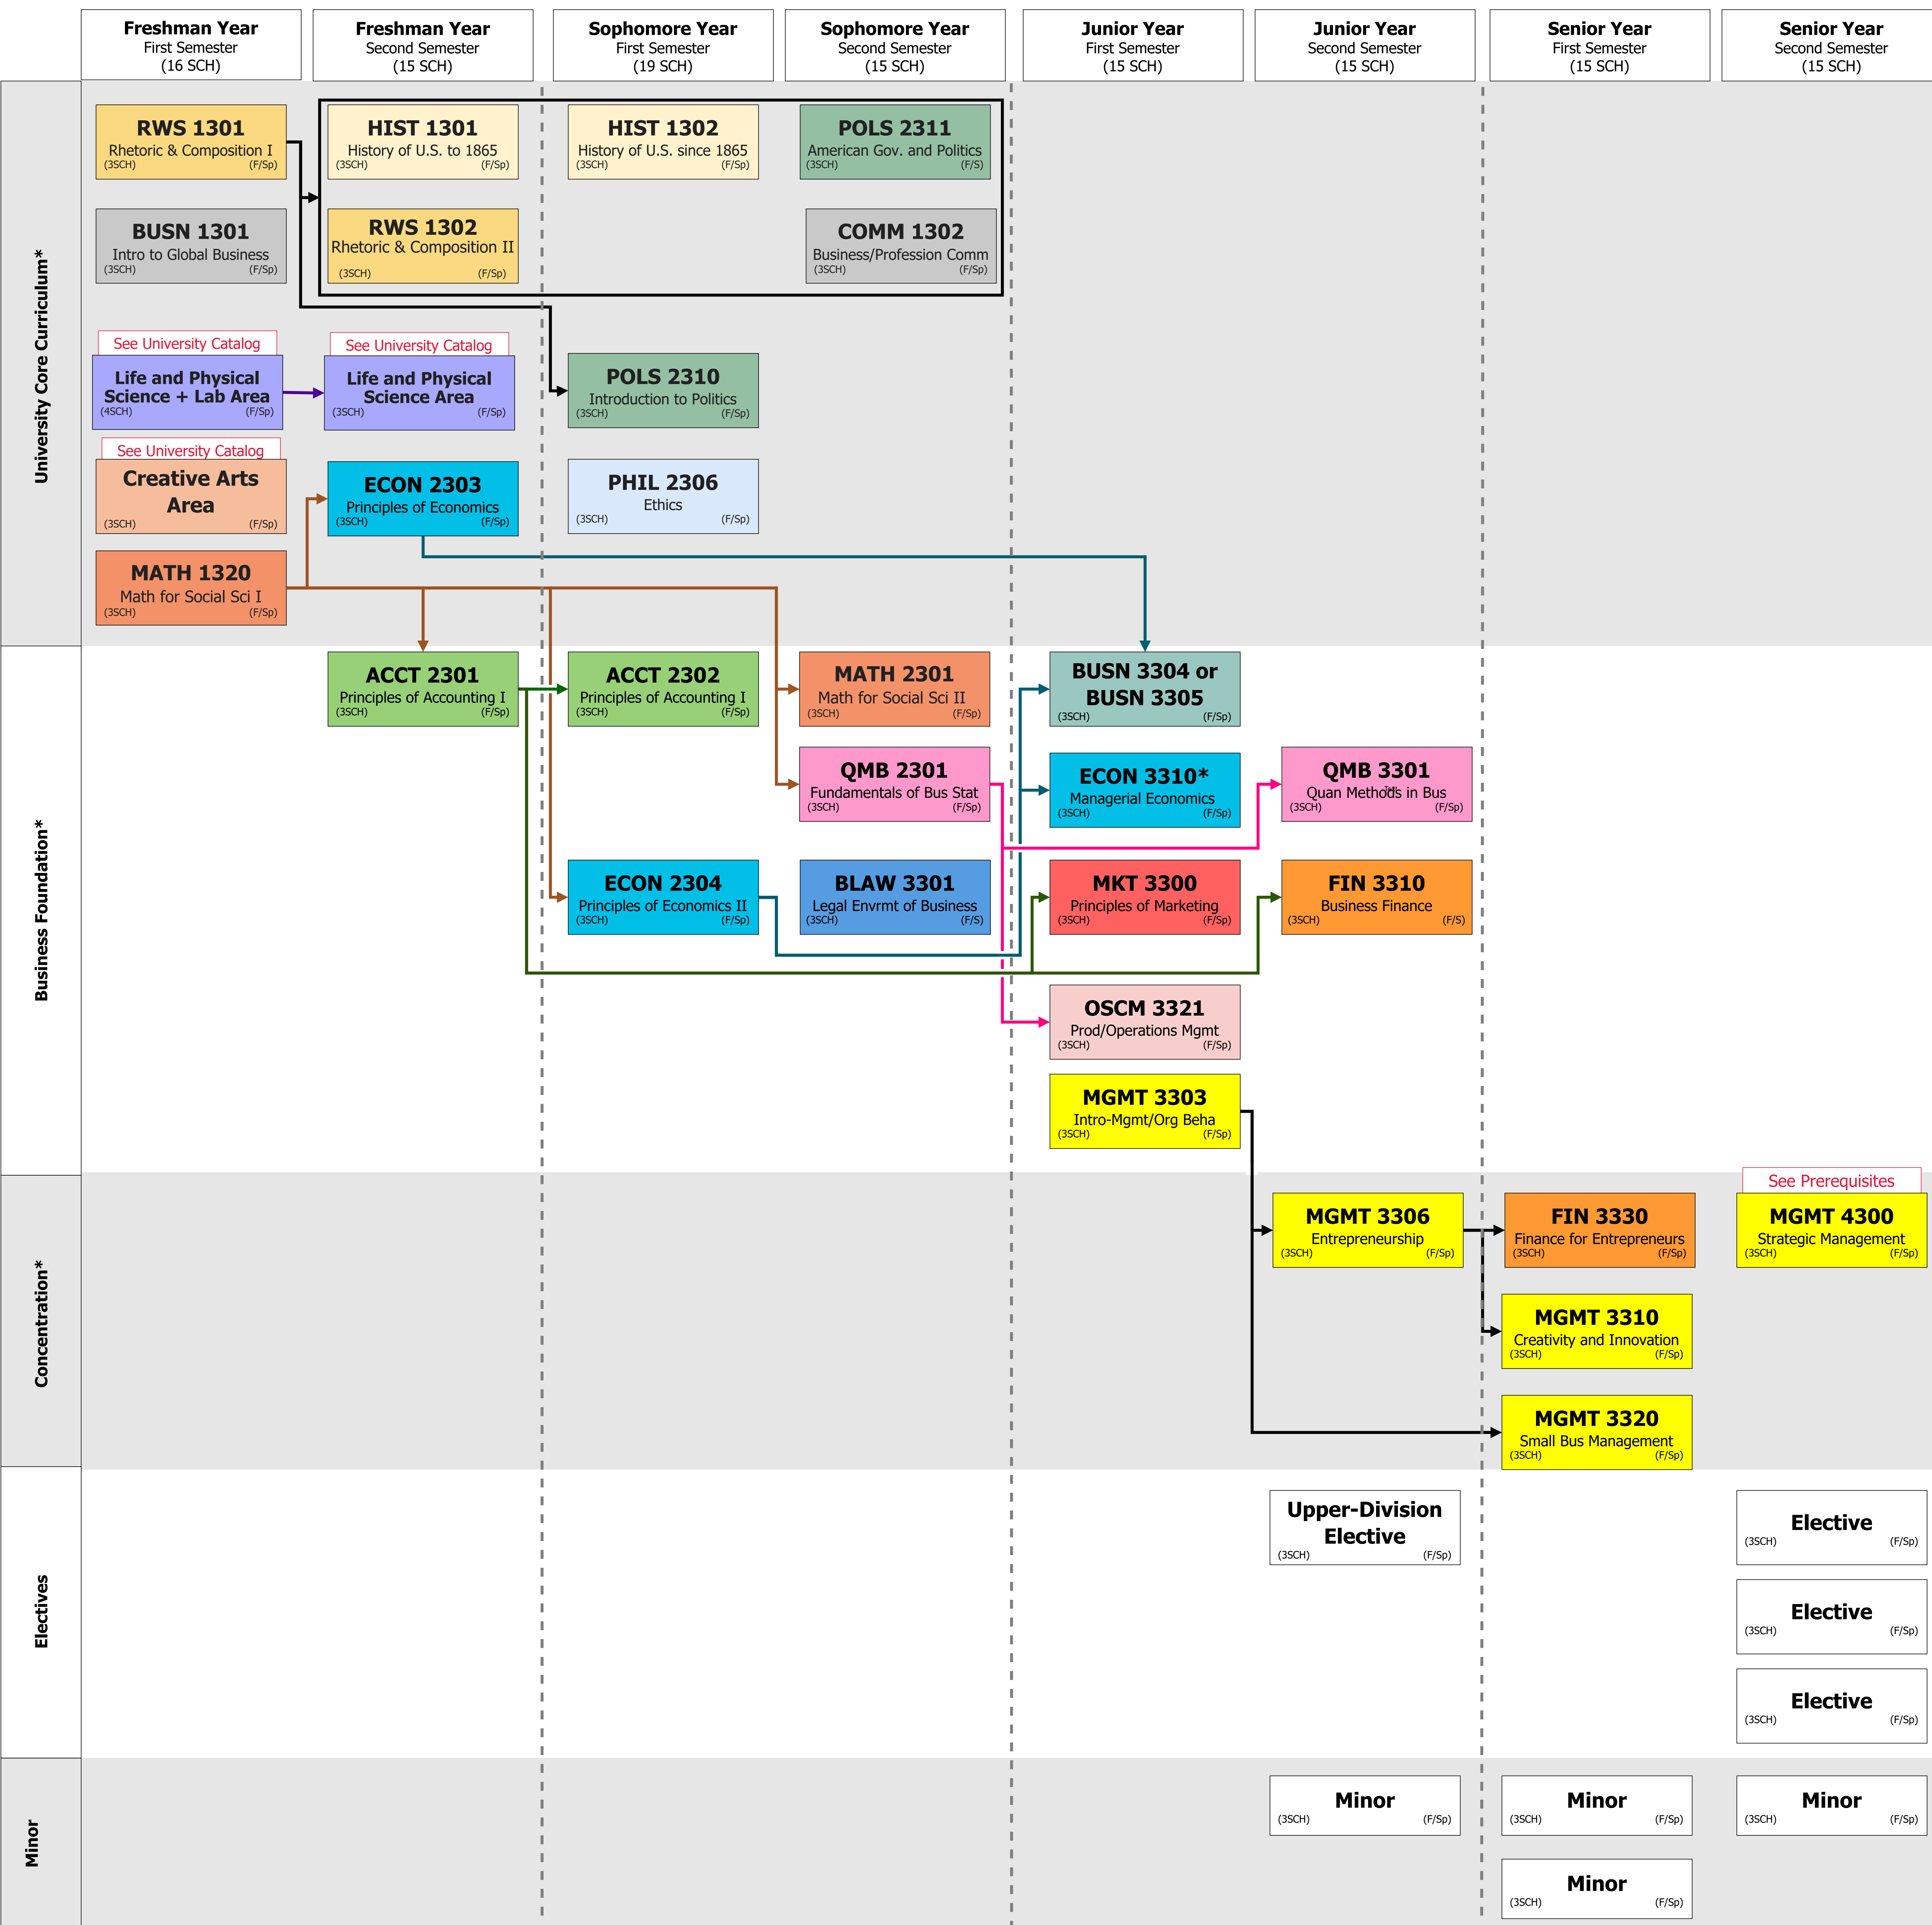 Freshman Year
First Semester
(16 SCH)
Freshman Year
Second Semester
(15 SCH)
Sophomore Year
First Semester
(19 SCH)
Sophomore Year
Second Semester
(15 SCH)
Junior Year
First Semester
(15 SCH)
Junior Year
Second Semester
(15 SCH)
Senior Year
First Semester
(15 SCH)
Senior Year
Second Semester
(15 SCH)
University Core Curriculum*
RWS 1301
Rhetoric & Composition I
(3SCH) (F/Sp)
HIST 1301
History of U.S. to 1865
(3SCH) (F/Sp)
HIST 1302
History of U.S. since 1865
(3SCH) (F/Sp)
POLS 2311
American Gov. and Politics
(3SCH) (F/S)
BUSN 1301
Intro to Global Business
(3SCH) (F/Sp)
RWS 1302
Rhetoric & Composition II
(3SCH) (F/Sp)
COMM 1302
Business/Profession Comm
(3SCH) (F/Sp)
See University Catalog
Life and Physical
Science + Lab Area
(4SCH) (F/Sp)
See University Catalog
Life and Physical
Science Area
(3SCH) (F/Sp)
POLS 2310
Introduction to Politics
(3SCH) (F/Sp)
See University Catalog
Creative Arts
Area
(3SCH) (F/Sp)
ECON 2303
Principles of Economics
(3SCH) (F/Sp)
PHIL 2306
Ethics
(3SCH) (F/Sp)
MATH 1320
Math for Social Sci I
(3SCH) (F/Sp)
Business Foundation*
ACCT 2301
Principles of Accounting I
(3SCH) (F/Sp)
ACCT 2302
Principles of Accounting I
(3SCH) (F/Sp)
MATH 2301
Math for Social Sci II
(3SCH) (F/Sp)
BUSN 3304 or
BUSN 3305
(3SCH) (F/Sp)
QMB 2301
Fundamentals of Bus Stat
(3SCH) (F/Sp)
ECON 3310*
Managerial Economics
(3SCH) (F/Sp)
QMB 3301
Quan Methods in Bus
(3SCH) (F/Sp)
ECON 2304
Principles of Economics II
(3SCH) (F/Sp)
BLAW 3301
Legal Envrmt of Business
(3SCH) (F/S)
MKT 3300
Principles of Marketing
(3SCH) (F/Sp)
FIN 3310
Business Finance
(3SCH) (F/S)
OSCM 3321
Prod/Operations Mgmt
(3SCH) (F/Sp)
MGMT 3303
Intro-Mgmt/Org Beha
(3SCH) (F/Sp)
Concentration*
MGMT 3306
Entrepreneurship
(3SCH) (F/Sp)
FIN 3330
Finance for Entrepreneurs
(3SCH) (F/Sp)
See Prerequisites
MGMT 4300
Strategic Management
(3SCH) (F/Sp)
MGMT 3310
Creativity and Innovation
(3SCH) (F/Sp)
MGMT 3320
Small Bus Management
(3SCH) (F/Sp)
Electives
Upper-Division
Elective
(3SCH) (F/Sp)
Elective
(3SCH) (F/Sp)
Elective
(3SCH) (F/Sp)
Elective
(3SCH) (F/Sp)
Minor
Minor
(3SCH) (F/Sp)
Minor
(3SCH) (F/Sp)
Minor
(3SCH) (F/Sp)
Minor
(3SCH) (F/Sp)